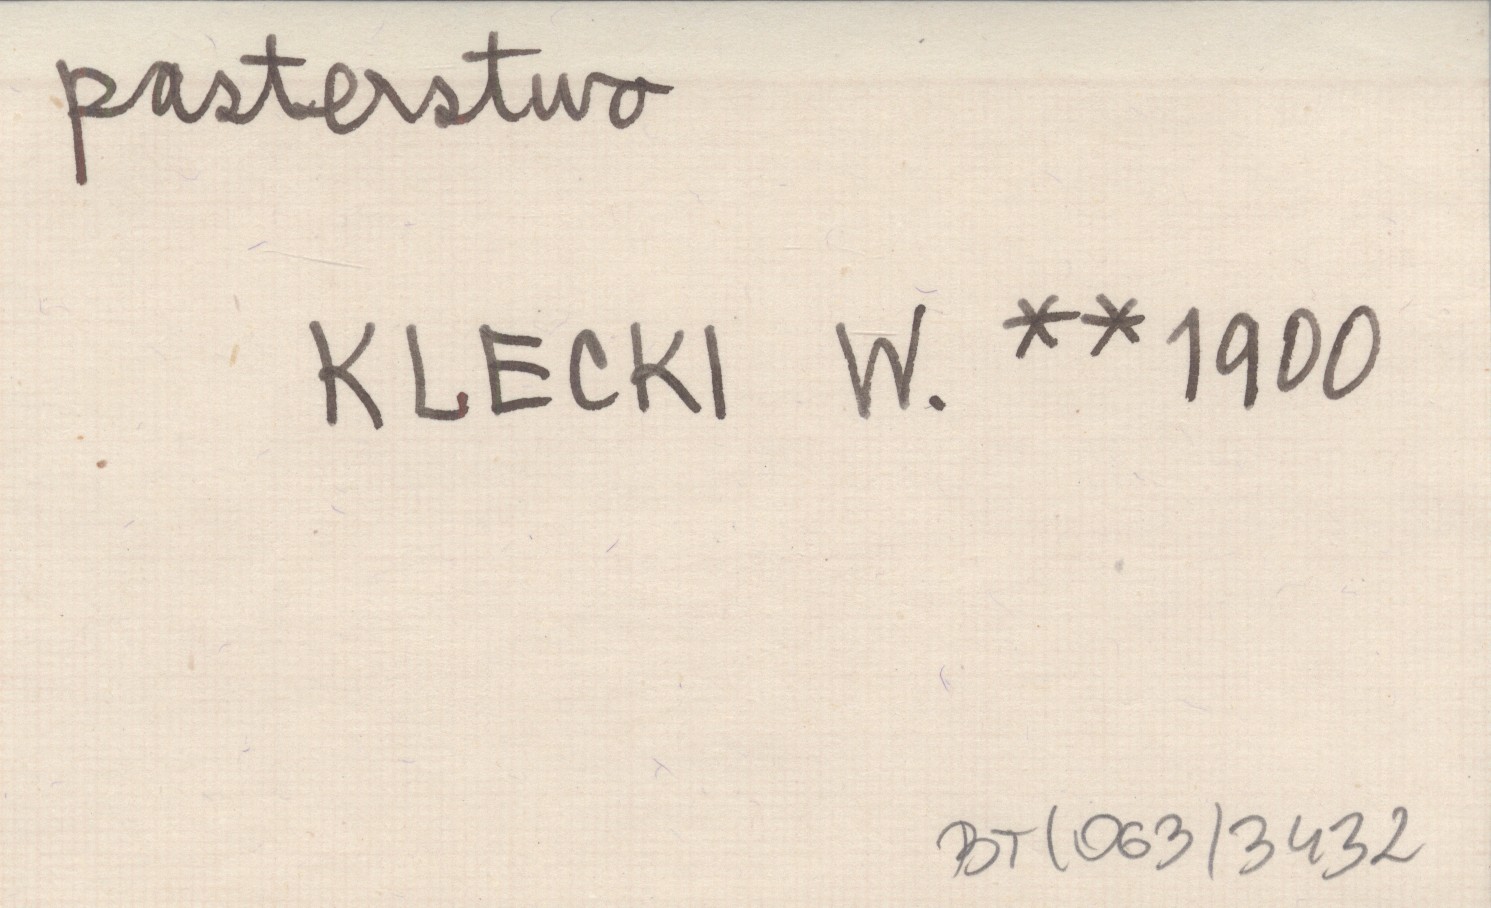 pasterstwo
KLECKI W. **1900
BT(063)3432